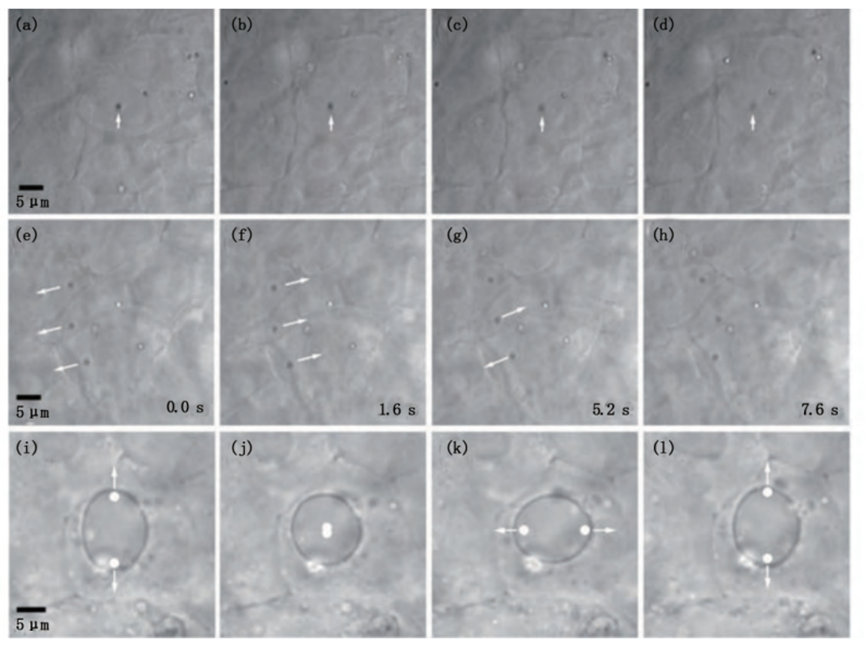 (a)
(b)
(c)
(d)
5 μm
(e)
(f)
(g)
(h)
5 μm
0.0 s
1.6 s
5.2 s
7.6 s
(i)
(j)
(k)
(l)
5 μm